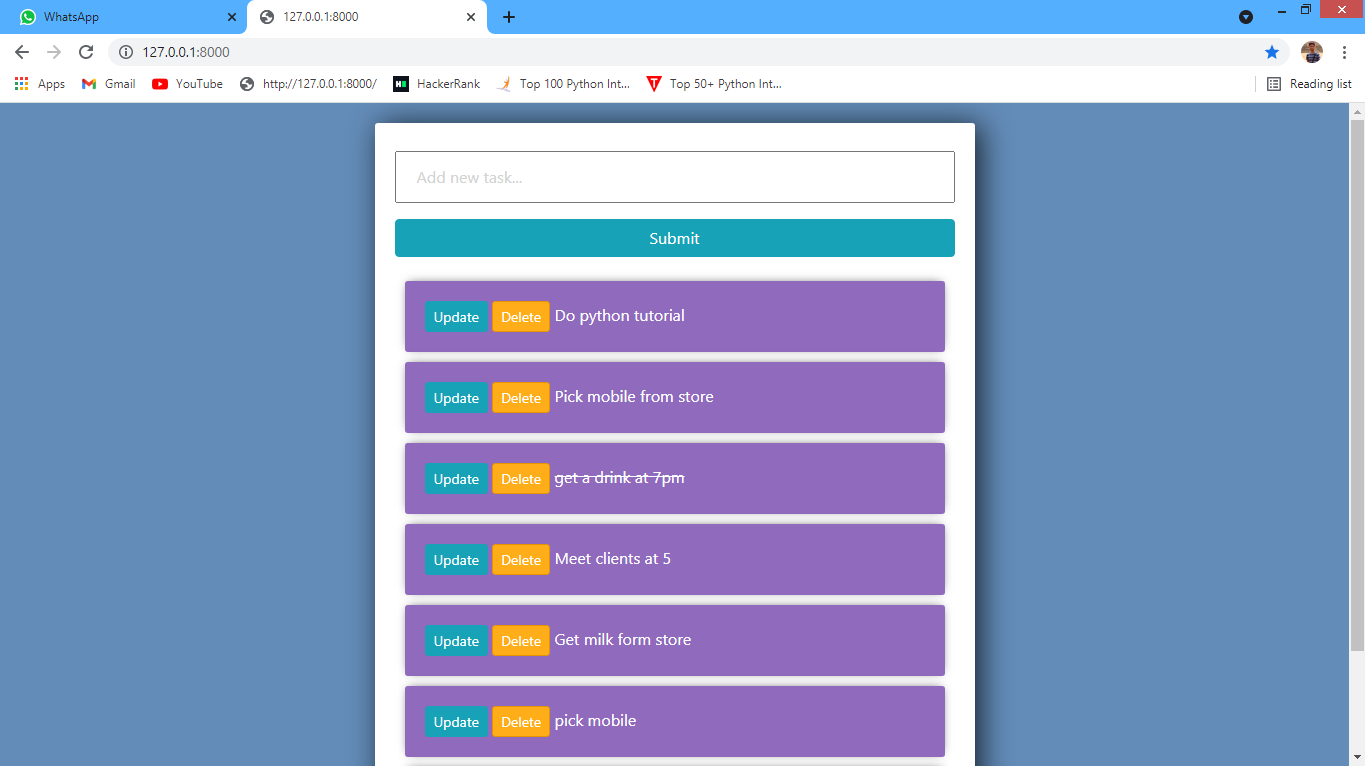 WhatsApp
127.0.0.1:8000
127.0.0.1:8000
Apps
Gmail
YouTube
http://127.0.0.1:8000/
HackerRank
Top 100 Python Int...
Top 50+ Python Int...
Reading list
Add new task...
Submit
Update Delete Do python tutorial
Update Delete Pick mobile from store
Update Delete get a drink at 7pm
Update Delete Meet clients at 5
Update Delete Get milk form store
Update Delete pick mobile